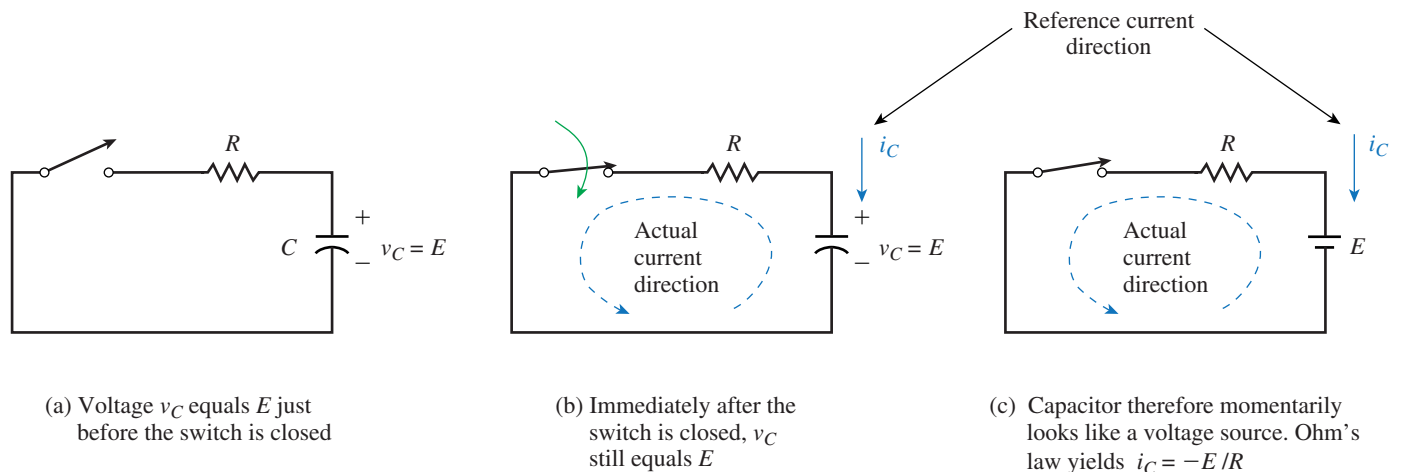 Reference current
direction
R
C
+
−
v_C = E
R
i_C
+
−
v_C = E
Actual
current
direction
R
i_C
E
Actual
current
direction
(a) Voltage v_C equals E just
before the switch is closed
(b) Immediately after the
switch is closed, v_C
still equals E
(c) Capacitor therefore momentarily
looks like a voltage source. Ohm's
law yields i_C = −E/R